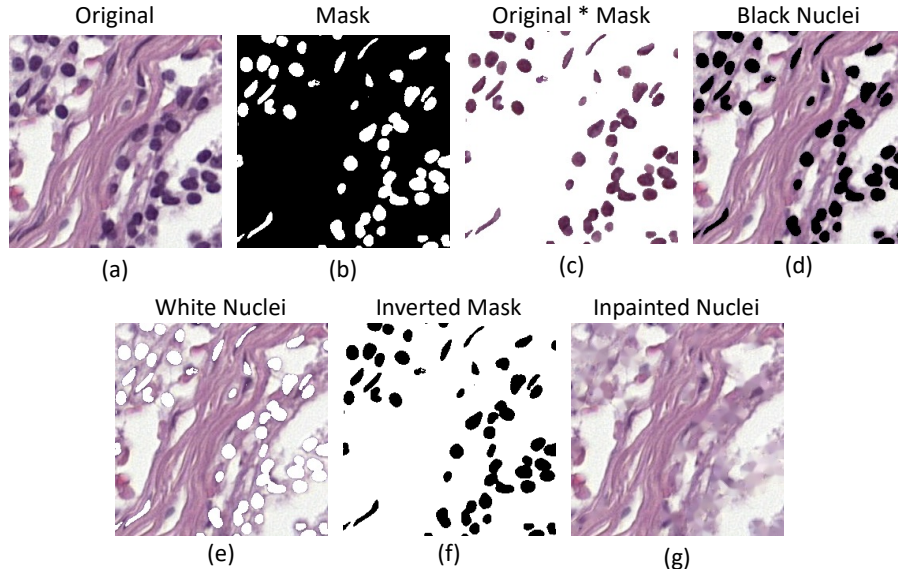 Original
Mask
Original * Mask
Black Nuclei
(a)
(b)
(c)
(d)
White Nuclei
Inverted Mask
Inpainted Nuclei
(e)
(f)
(g)